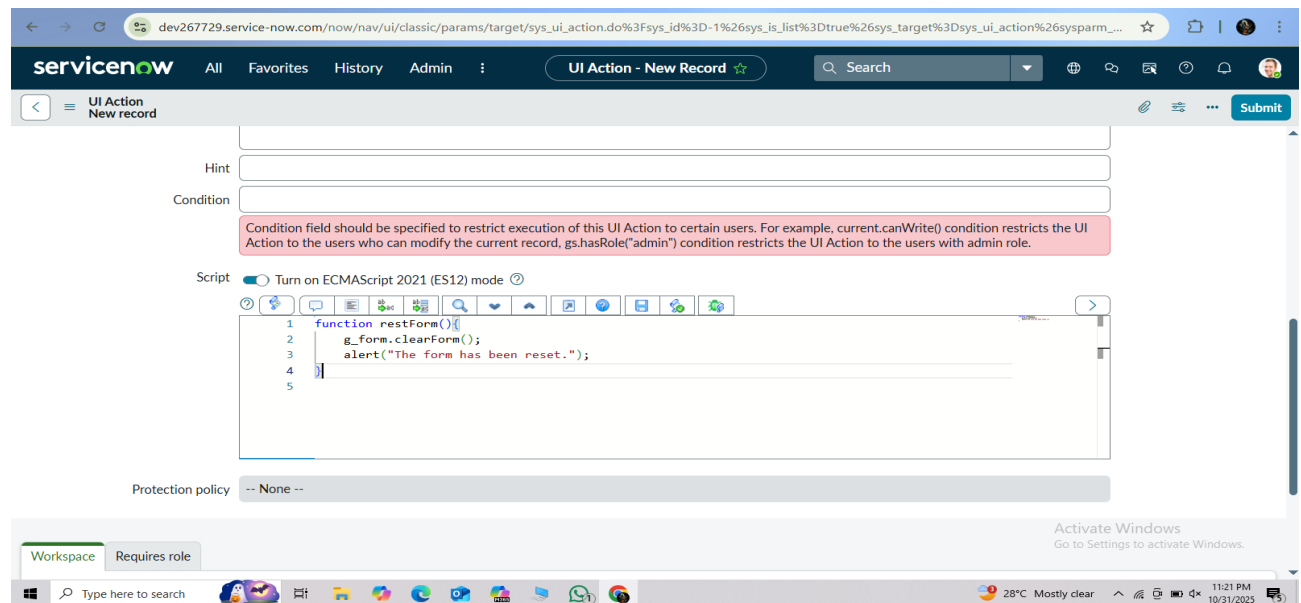 dev267729.service-now.com/now/nav/ui/classic/params/target/sys_ui_action.do%3Fsys_id%3D-1%26sys_is_list%3Dtrue%26sys_target%3Dsys_ui_action%26sysparm_...
servicenow All Favorites History Admin UI Action - New Record Search
UI Action
New record
Submit
Hint
Condition
Condition field should be specified to restrict execution of this UI Action to certain users. For example, current.canWrite() condition restricts the UI
Action to the users who can modify the current record, gs.hasRole("admin") condition restricts the UI Action to the users with admin role.
Script Turn on ECMAScript 2021 (ES12) mode
1 function restForm(){
2 g_form.clearForm();
3 alert("The form has been reset.");
4 }
5
Protection policy -- None --
Activate Windows
Go to Settings to activate Windows.
Workspace Requires role
Type here to search 28°C Mostly clear 11:21 PM
10/31/2025